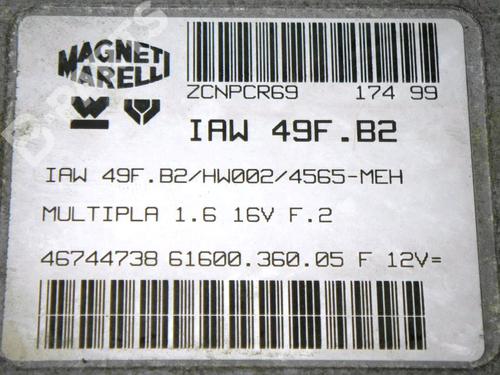 MAGNETI
MARELLI
ZCNPCR69 174 99
IAW 49F.B2
IAW 49F.B2/HW002/4565-MEH
MULTIPLA 1.6 16V F.2
46744738 61600.360.05 F 12V=